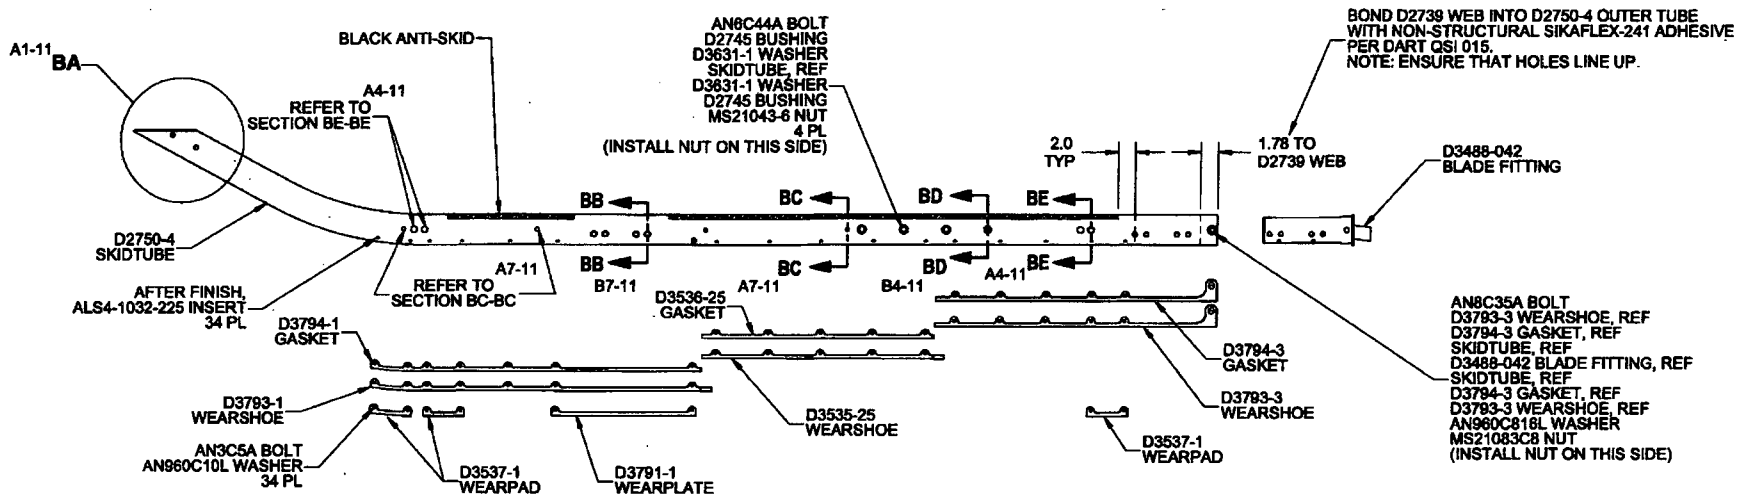 A1-11
BA
BLACK ANTI-SKID
A4-11
REFER TO
SECTION BE-BE
AN6C44A BOLT
D2745 BUSHING
D3631-1 WASHER
SKIDTUBE, REF
D3631-1 WASHER
D2745 BUSHING
MS21043-6 NUT
4 PL
(INSTALL NUT ON THIS SIDE)
BOND D2739 WEB INTO D2750-4 OUTER TUBE
WITH NON-STRUCTURAL SIKAFLEX-241 ADHESIVE
PER DART QSI 015.
NOTE: ENSURE THAT HOLES LINE UP.
2.0
TYP
1.78 TO
D2739 WEB
D3488-042
BLADE FITTING
BB
BC
BD
BE
D2750-4
SKIDTUBE
AFTER FINISH,
ALS4-1032-225 INSERT
34 PL
A7-11
REFER TO
SECTION BC-BC
BB
B7-11
BC
A7-11
BD
B4-11
BE
A4-11
D3794-1
GASKET
D3536-25
GASKET
D3794-3
GASKET
D3793-1
WEARSHOE
D3535-25
WEARSHOE
D3793-3
WEARSHOE
AN3C5A BOLT
AN960C10L WASHER
34 PL
D3537-1
WEARPAD
D3791-1
WEARPLATE
D3537-1
WEARPAD
AN8C35A BOLT
D3793-3 WEARSHOE, REF
D3794-3 GASKET, REF
SKIDTUBE, REF
D3488-042 BLADE FITTING, REF
SKIDTUBE, REF
D3794-3 GASKET, REF
D3793-3 WEARSHOE, REF
AN960C816L WASHER
MS21083C8 NUT
(INSTALL NUT ON THIS SIDE)